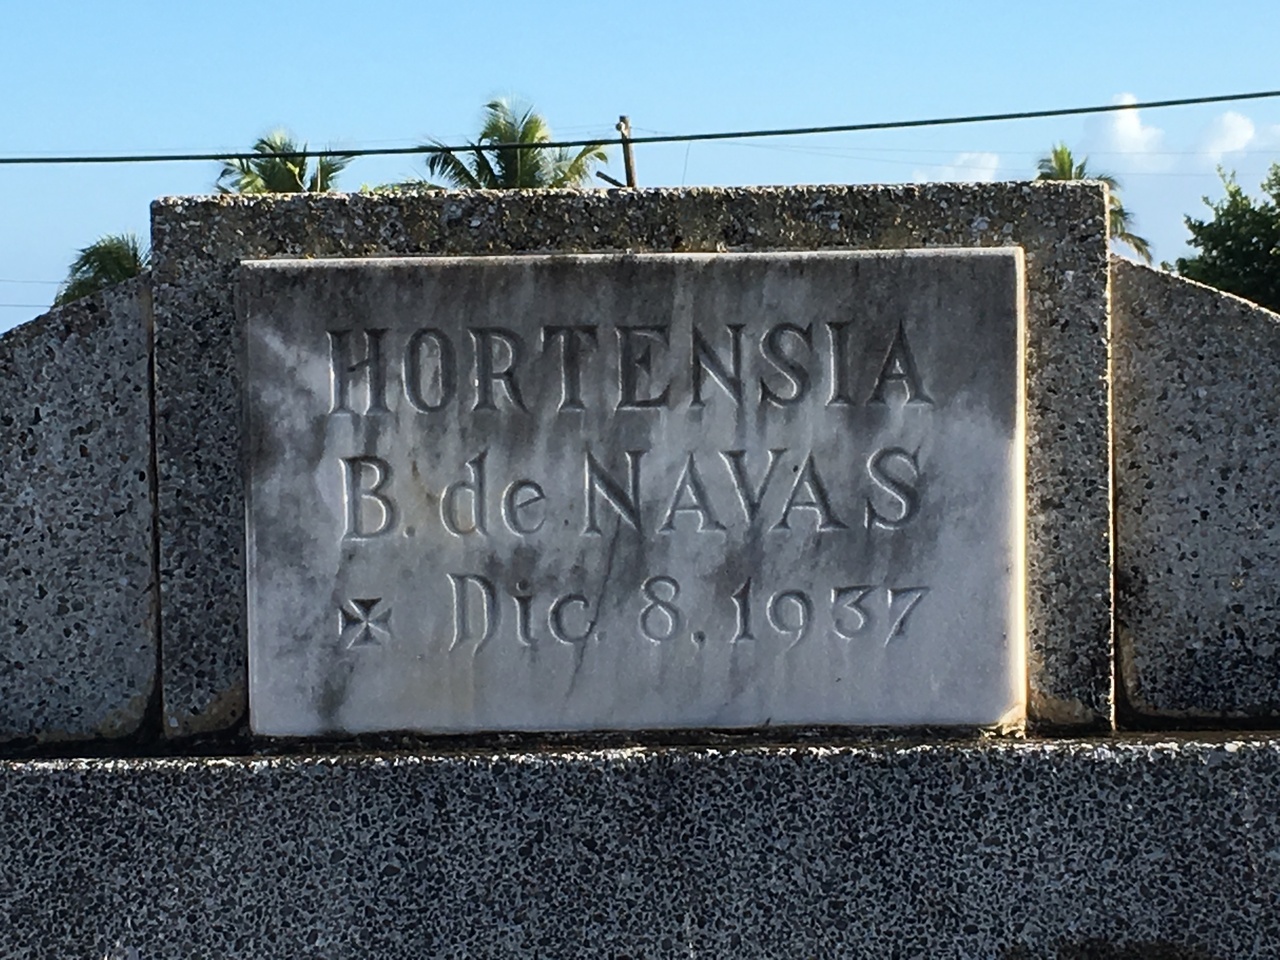 HORTENSIA
B. de NAVAS
✠ Dic. 8, 1937